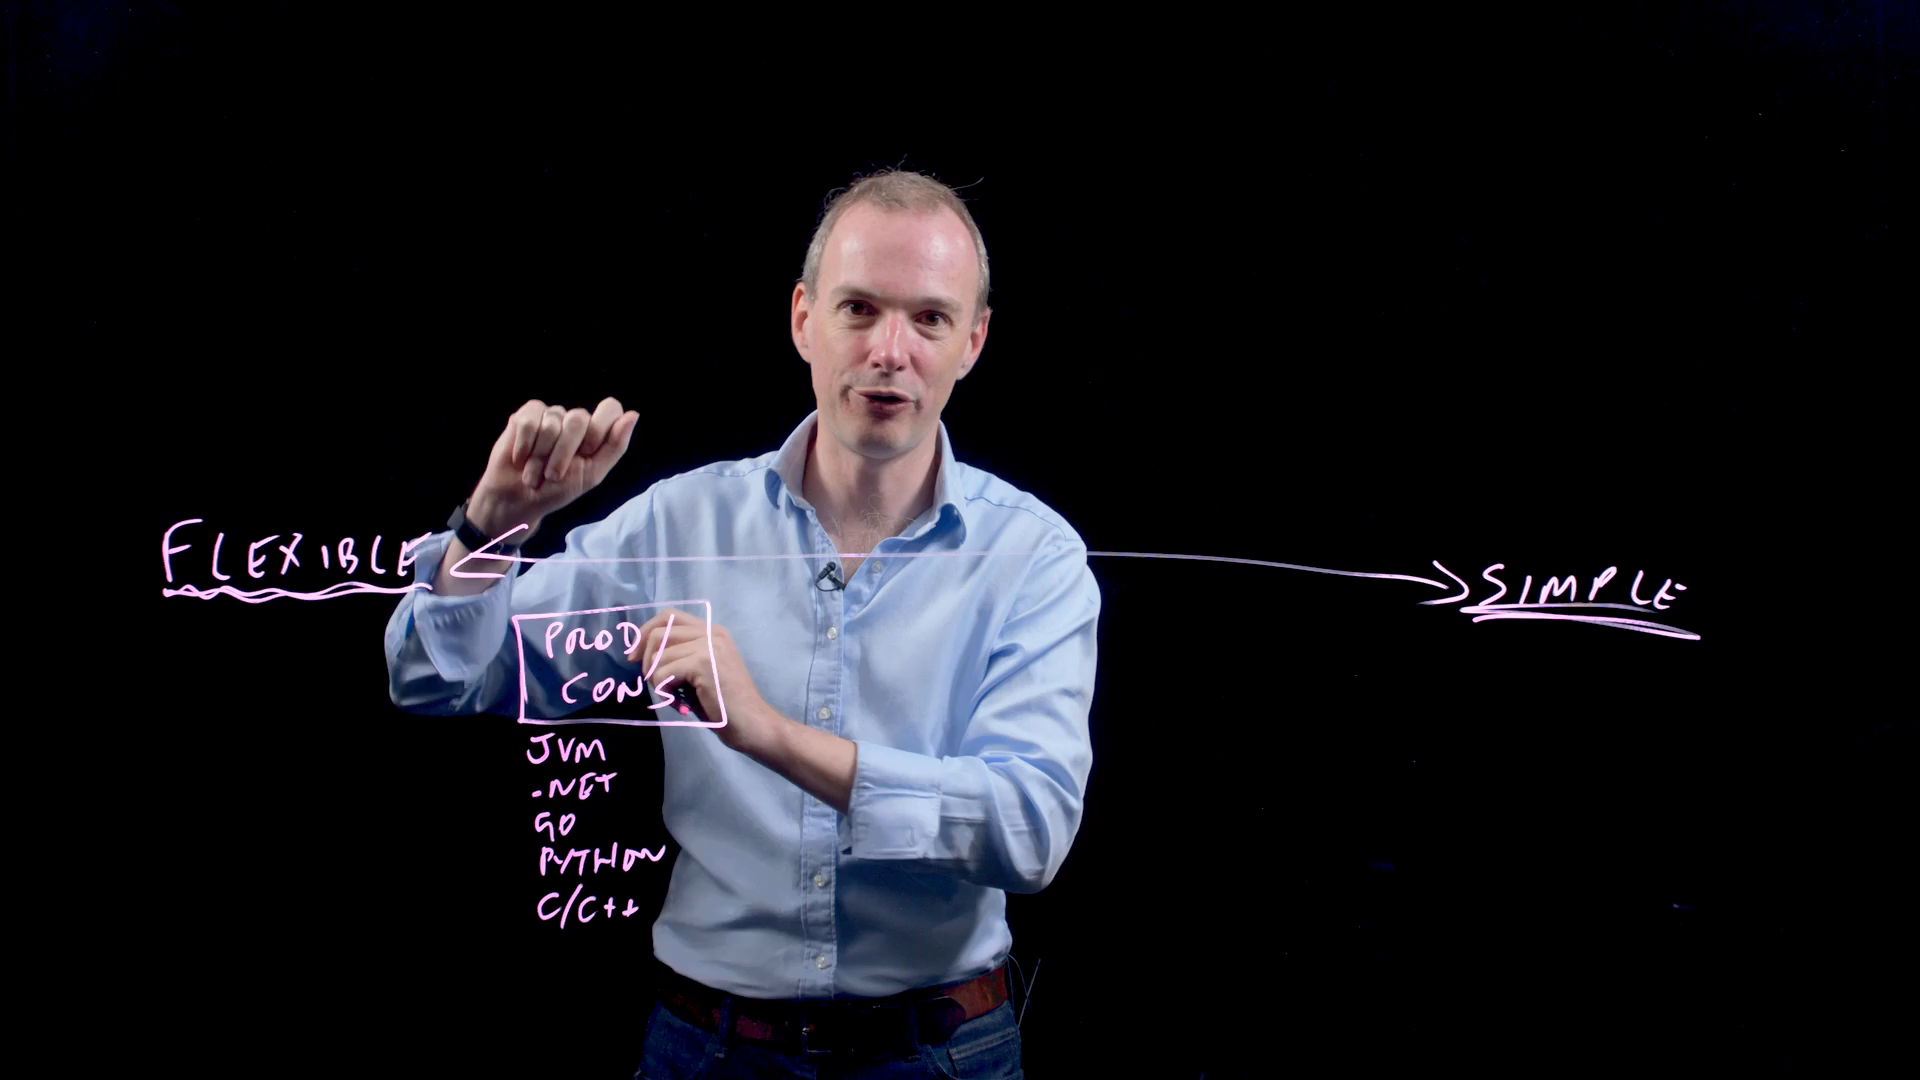 FLEXIBLE
SIMPLE
PROD/
CONS
JVM
.NET
GO
PYTHON
C/C++